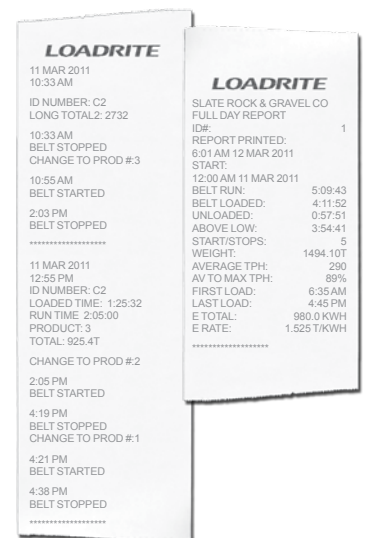 LOADRITE
11 MAR 2011
10:33 AM
ID NUMBER: C2
LONG TOTAL2: 2732
10:33 AM
BELT STOPPED
CHANGE TO PROD #:3
10:55 AM
BELT STARTED
2:03 PM
BELT STOPPED
*******************
11 MAR 2011
12:55 PM
ID NUMBER: C2
LOADED TIME: 1:25:32
RUN TIME 2:05:00
PRODUCT: 3
TOTAL: 925.4T
CHANGE TO PROD #:2
2:05 PM
BELT STARTED
4:19 PM
BELT STOPPED
CHANGE TO PROD #:1
4:21 PM
BELT STARTED
4:38 PM
BELT STOPPED
*******************
LOADRITE
SLATE ROCK & GRAVEL CO
FULL DAY REPORT
ID#: 1
REPORT PRINTED:
6:01 AM 12 MAR 2011
START:
12:00 AM 11 MAR 2011
BELT RUN: 5:09:43
BELT LOADED: 4:11:52
UNLOADED: 0:57:51
ABOVE LOW: 3:54:41
START/STOPS: 5
WEIGHT: 1494.10T
AVERAGE TPH: 290
AV TO MAX TPH: 89%
FIRST LOAD: 6:35 AM
LAST LOAD: 4:45 PM
E TOTAL: 980.0 KWH
E RATE: 1.525 T/KWH
*******************